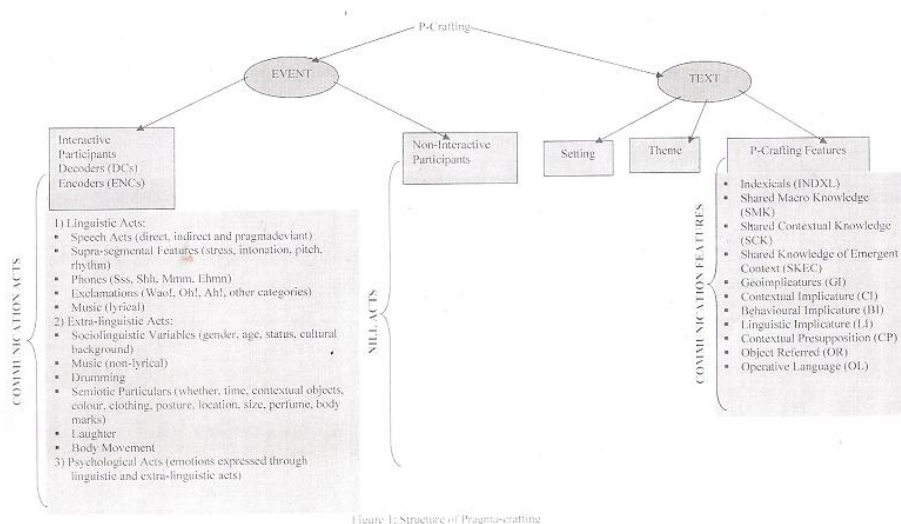 P-Crafting
EVENT
TEXT
Interactive
Participants
Decoders (DCs)
Encoders (ENCs)
Non-Interactive
Participants
Setting
Theme
P-Crafting Features
COMMUNICATION ACTS
1) Linguistic Acts:
▪ Speech Acts (direct, indirect and pragmadeviant)
▪ Supra-segmental Features (stress, intonation, pitch,
rhythm)
▪ Phones (Sss, Shh, Mmm, Ehmn)
▪ Exclamations (Wao!, Oh!, Ah!, other categories)
▪ Music (lyrical)
2) Extra-linguistic Acts:
▪ Sociolinguistic Variables (gender, age, status, cultural
background)
▪ Music (non-lyrical)
▪ Drumming
▪ Semiotic Particulars (whether, time, contextual objects,
colour, clothing, posture, location, size, perfume, body
marks)
▪ Laughter
▪ Body Movement
3) Psychological Acts (emotions expressed through
linguistic and extra-linguistic acts)
NILL ACTS
COMMUNICATION FEATURES
▪ Indexicals (INDXL)
▪ Shared Macro Knowledge
(SMK)
▪ Shared Contextual Knowledge
(SCK)
▪ Shared Knowledge of Emergent
Context (SKEC)
▪ Geoimplicatures (GI)
▪ Contextual Implicature (CI)
▪ Behavioural Implicature (BI)
▪ Linguistic Implicature (LI)
▪ Contextual Presupposition (CP)
▪ Object Referred (OR)
▪ Operative Language (OL)
Figure 1: Structure of Pragma-crafting